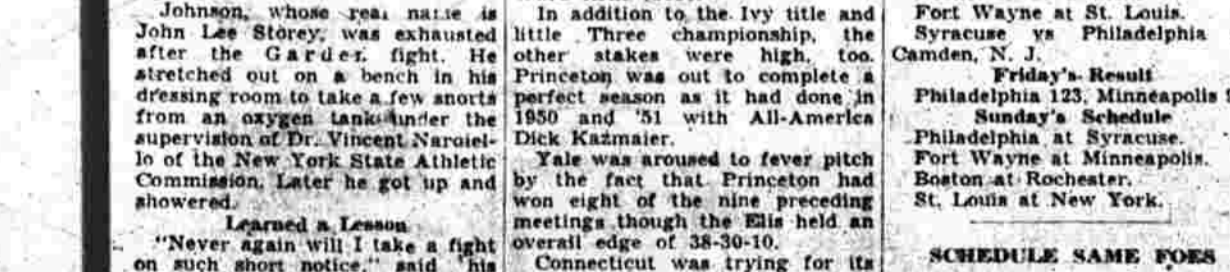 Johnson, whose real name is
John Lee Storey, was exhausted
after the Garden fight. He
stretched out on a bench in his
dressing room to take a few snorts
from an oxygen tank under the
supervision of Dr. Vincent Nardiel-
lo of the New York State Athletic
Commission. Later he got up and
showered.
Learned a Lesson
"Never again will I take a fight
on such short notice," said his
In addition to the Ivy title and
little Three championship, the
other stakes were high, too.
Princeton was out to complete a
perfect season as it had done in
1950 and '51 with All-America
Dick Kazmaier.
Yale was aroused to fever pitch
by the fact that Princeton had
won eight of the nine preceding
meetings though the Elis held an
overall edge of 38-30-10.
Connecticut was trying for its
Fort Wayne at St. Louis.
Syracuse vs Philadelphia
Camden, N. J.
Friday's Result
Philadelphia 123, Minneapolis
Sunday's Schedule
Philadelphia at Syracuse.
Fort Wayne at Minneapolis.
Boston at Rochester.
St. Louis at New York.
SCHEDULE SAME FOES